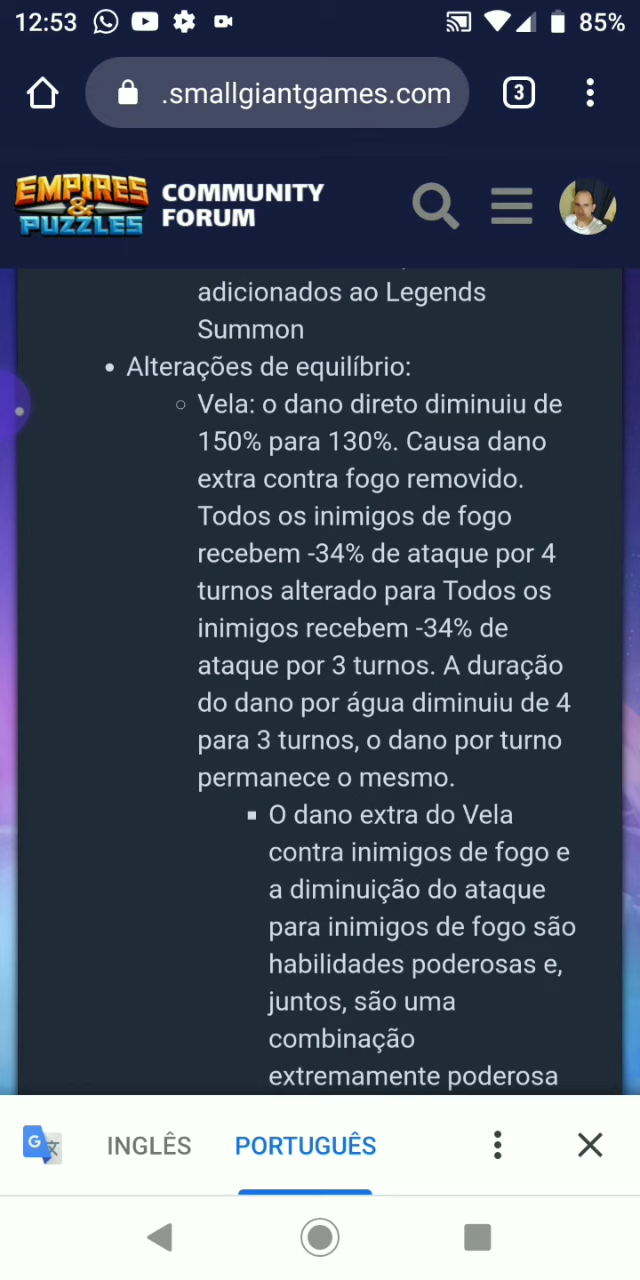 12:53 85%
.smallgiantgames.com 3
EMPIRES & PUZZLES COMMUNITY FORUM
adicionados ao Legends
Summon
• Alterações de equilíbrio:
○ Vela: o dano direto diminuiu de
150% para 130%. Causa dano
extra contra fogo removido.
Todos os inimigos de fogo
recebem -34% de ataque por 4
turnos alterado para Todos os
inimigos recebem -34% de
ataque por 3 turnos. A duração
do dano por água diminuiu de 4
para 3 turnos, o dano por turno
permanece o mesmo.
▪ O dano extra do Vela
contra inimigos de fogo e
a diminuição do ataque
para inimigos de fogo são
habilidades poderosas e,
juntos, são uma
combinação
extremamente poderosa
G文 INGLÊS PORTUGUÊS